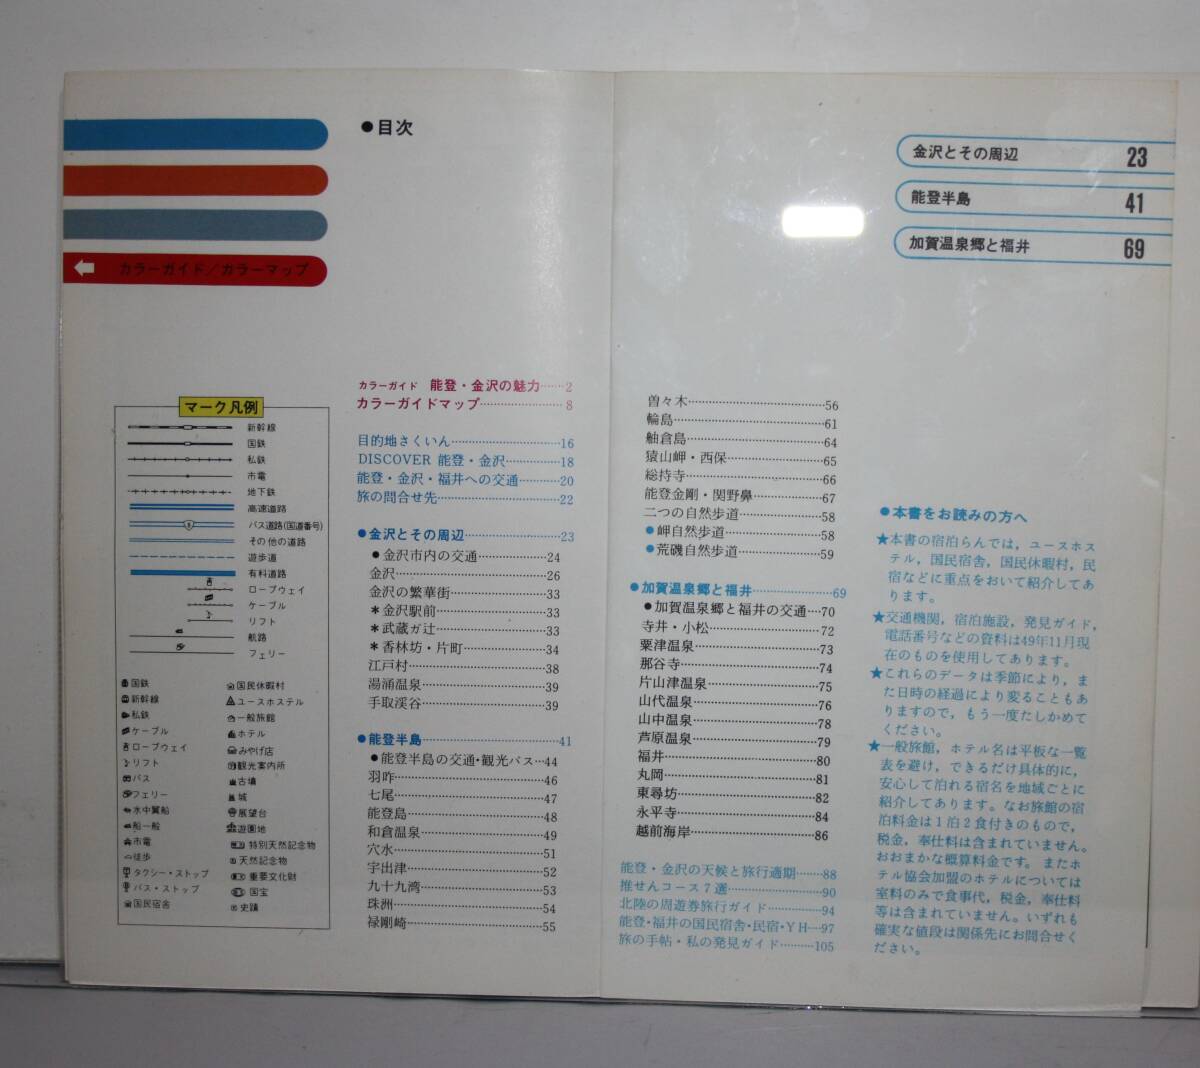 ●目次
カラーガイド／カラーマップ
金沢とその周辺 23
能登半島 41
加賀温泉郷と福井 69
マーク凡例
新幹線
国鉄
私鉄
市電
地下鉄
高速道路
バス道路(国道番号)
その他の道路
遊歩道
有料道路
ロープウェイ
ケーブル
リフト
航路
フェリー
国鉄
新幹線
私鉄
ケーブル
ロープウェイ
リフト
バス
フェリー
水中翼船
船一般
市電
徒歩
タクシー・ストップ
バス・ストップ
国民宿舎
国民休暇村
ユースホステル
一般旅館
ホテル
みやげ店
観光案内所
古墳
城
展望台
遊園地
特別天然記念物
天然記念物
重要文化財
国宝
史蹟
カラーガイド 能登・金沢の魅力……2
カラーガイドマップ……8
目的地さくいん……16
DISCOVER 能登・金沢……18
能登・金沢・福井への交通……20
旅の問合せ先……22
●金沢とその周辺……23
●金沢市内の交通……24
金沢……26
金沢の繁華街……33
＊金沢駅前……33
＊武蔵ガ辻……33
＊香林坊・片町……34
江戸村……38
湯涌温泉……39
手取渓谷……39
●能登半島……41
●能登半島の交通・観光バス…44
羽咋……46
七尾……47
能登島……48
和倉温泉……49
穴水……51
宇出津……52
九十九湾……53
珠洲……54
禄剛崎……55
曽々木……56
輪島……61
舳倉島……64
猿山岬・西保……65
総持寺……66
能登金剛・関野鼻……67
二つの自然歩道……58
●岬自然歩道……58
●荒磯自然歩道……59
●加賀温泉郷と福井……69
●加賀温泉郷と福井の交通…70
寺井・小松……72
粟津温泉……73
那谷寺……74
片山津温泉……75
山代温泉……76
山中温泉……78
芦原温泉……79
福井……80
丸岡……81
東尋坊……82
永平寺……84
越前海岸……86
能登・金沢の天候と旅行適期……88
推せんコース7選……90
北陸の周遊券旅行ガイド……94
能登・福井の国民宿舎・民宿・YH…97
旅の手帖・私の発見ガイド……105
●本書をお読みの方へ
★本書の宿泊らんでは，ユースホス
テル，国民宿舎，国民休暇村，民
宿などに重点をおいて紹介してあ
ります。
★交通機関，宿泊施設，発見ガイド，
電話番号などの資料は49年11月現
在のものを使用してあります。
★これらのデータは季節により，ま
た日時の経過により変ることもあ
りますので，もう一度たしかめて
ください。
★一般旅館，ホテル名は平板な一覧
表を避け，できるだけ具体的に，
安心して泊れる宿名を地域ごとに
紹介してあります。なお旅館の宿
泊料金は1泊2食付きのもので，
税金，奉仕料は含まれていません。
おおまかな概算料金です。またホ
テル協会加盟のホテルについては
室料のみで食事代，税金，奉仕料
等は含まれていません。いずれも
確実な値段は関係先にお問合せく
ださい。